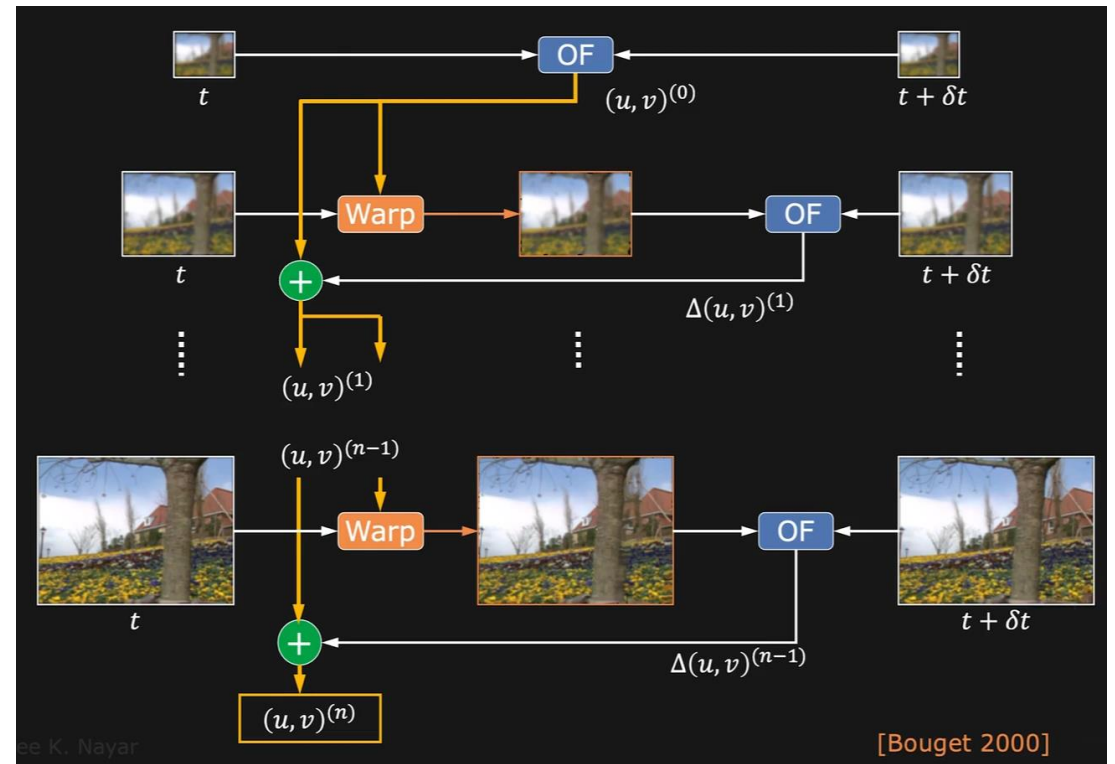 OF
t
(u, v)^(0)
t + δt
Warp
OF
t
t + δt
+
Δ(u, v)^(1)
(u, v)^(1)
(u, v)^(n−1)
Warp
OF
t
t + δt
+
Δ(u, v)^(n−1)
(u, v)^(n)
ee K. Nayar
[Bouget 2000]